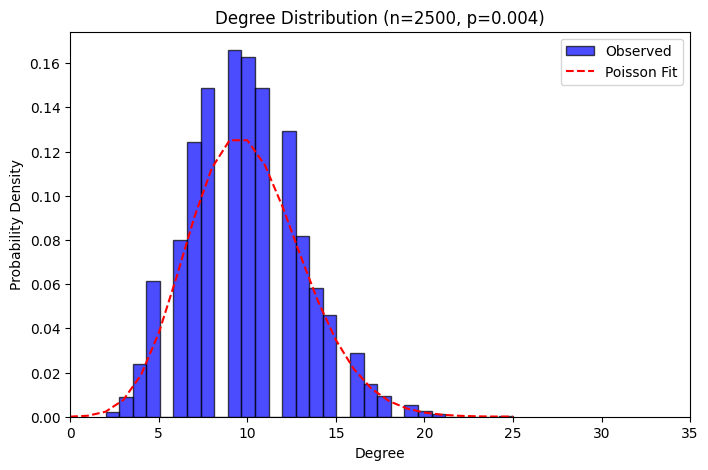 Degree Distribution (n=2500, p=0.004)
Observed
Poisson Fit
Probability Density
0.16
0.14
0.12
0.10
0.08
0.06
0.04
0.02
0.00
0 5 10 15 20 25 30 35
Degree